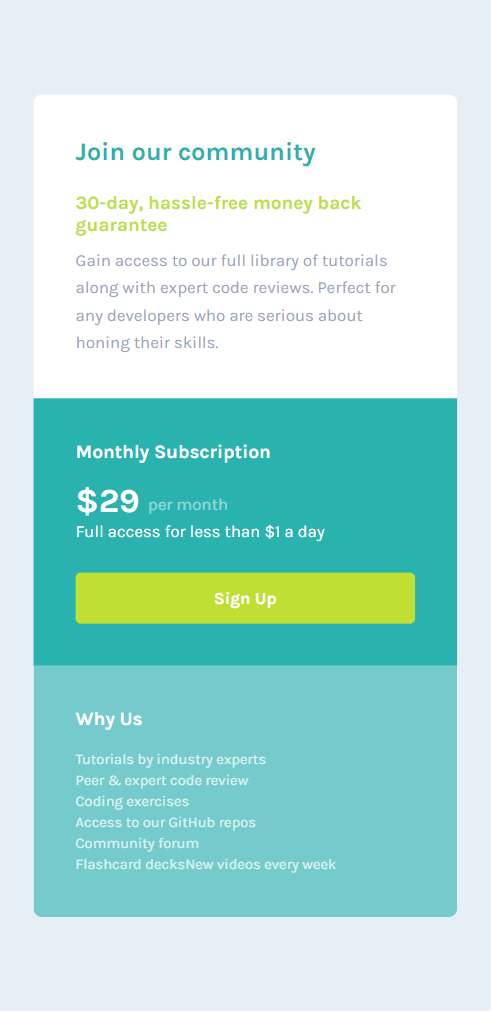 Join our community
30-day, hassle-free money back
guarantee
Gain access to our full library of tutorials
along with expert code reviews. Perfect for
any developers who are serious about
honing their skills.
Monthly Subscription
$29 per month
Full access for less than $1 a day
Sign Up
Why Us
Tutorials by industry experts
Peer & expert code review
Coding exercises
Access to our GitHub repos
Community forum
Flashcard decksNew videos every week